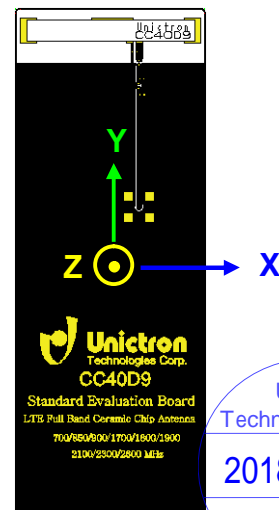 Unictron
CC40D9
Y
Z
X
Unictron
Technologies Corp.
CC40D9
Standard Evaluation Board
LTE Full Band Ceramic Chip Antenna
700/850/900/1700/1800/1900
2100/2300/2600 MHz
U
Techn
2018